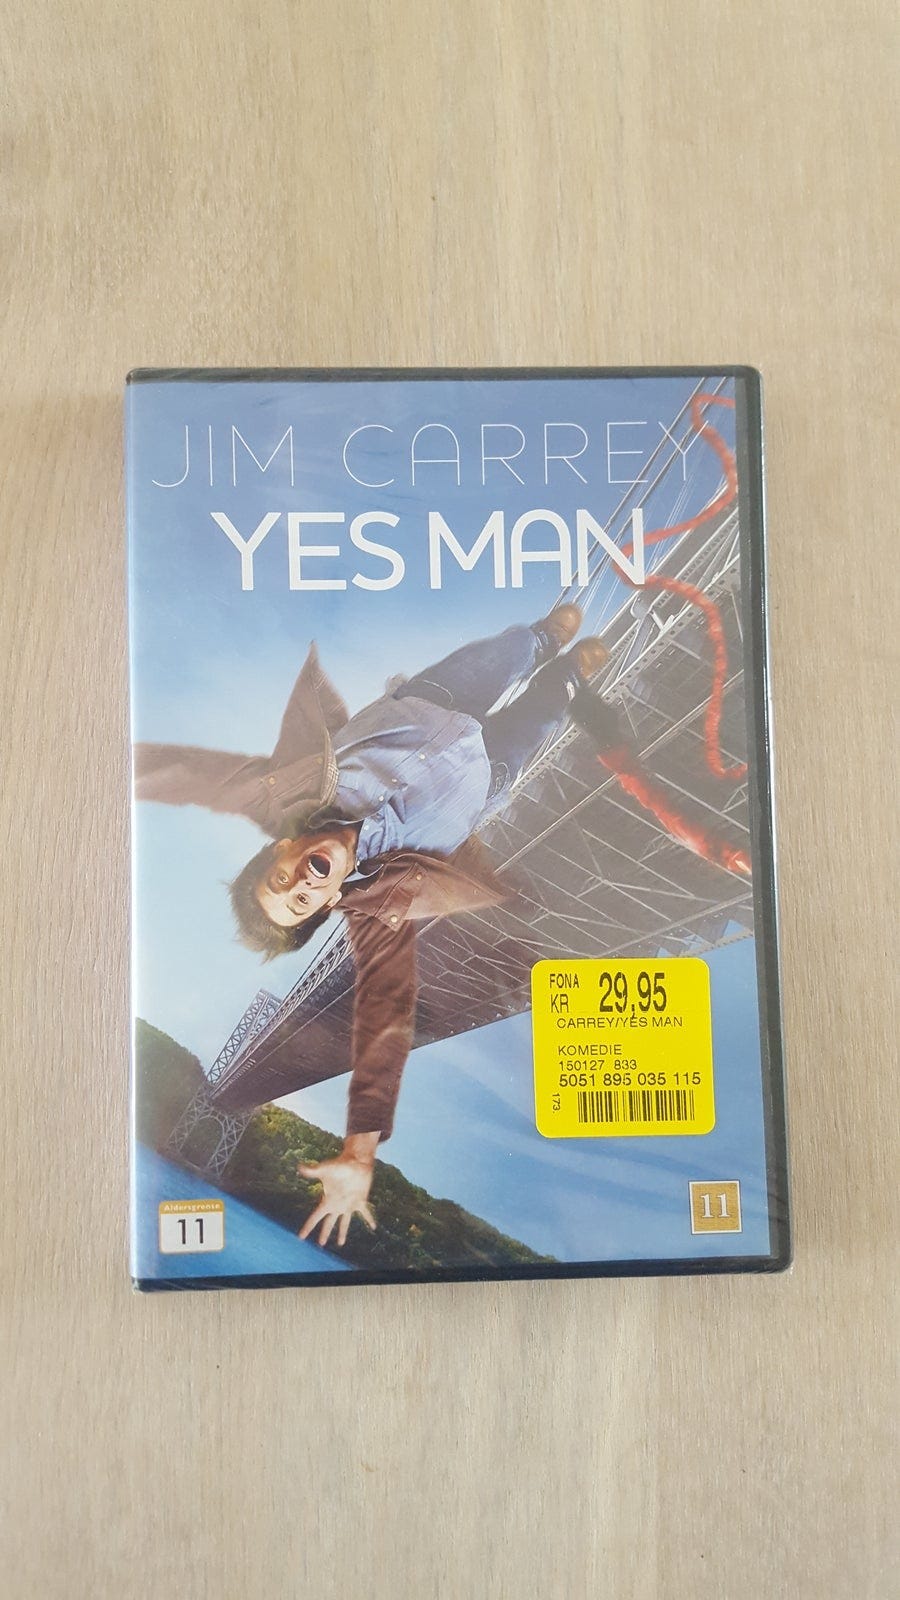 JIM CARREY
YES MAN
FONA
KR 29,95
CARREY/YES MAN
KOMEDIE
150127 833
5051 895 035 115
173.
Aldersgrense
11
11